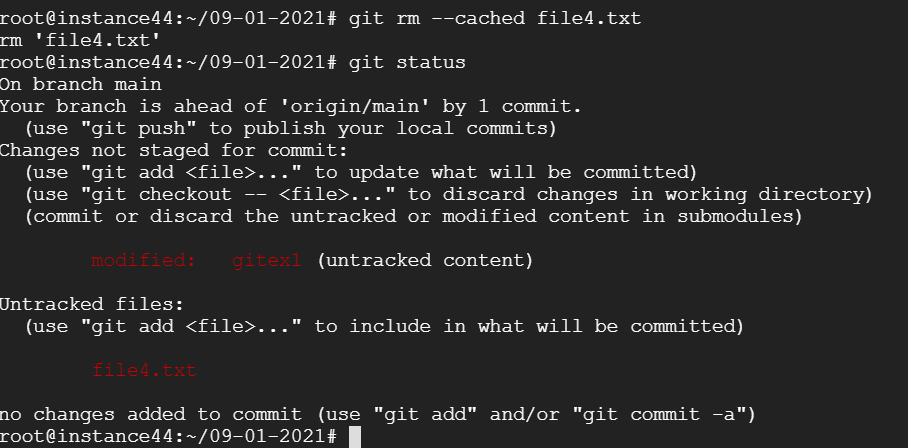 root@instance44:~/09-01-2021# git rm --cached file4.txt
rm 'file4.txt'
root@instance44:~/09-01-2021# git status
On branch main
Your branch is ahead of 'origin/main' by 1 commit.
  (use "git push" to publish your local commits)
Changes not staged for commit:
  (use "git add <file>..." to update what will be committed)
  (use "git checkout -- <file>..." to discard changes in working directory)
  (commit or discard the untracked or modified content in submodules)
        modified:   gitex1 (untracked content)
Untracked files:
  (use "git add <file>..." to include in what will be committed)
        file4.txt
no changes added to commit (use "git add" and/or "git commit -a")
root@instance44:~/09-01-2021#